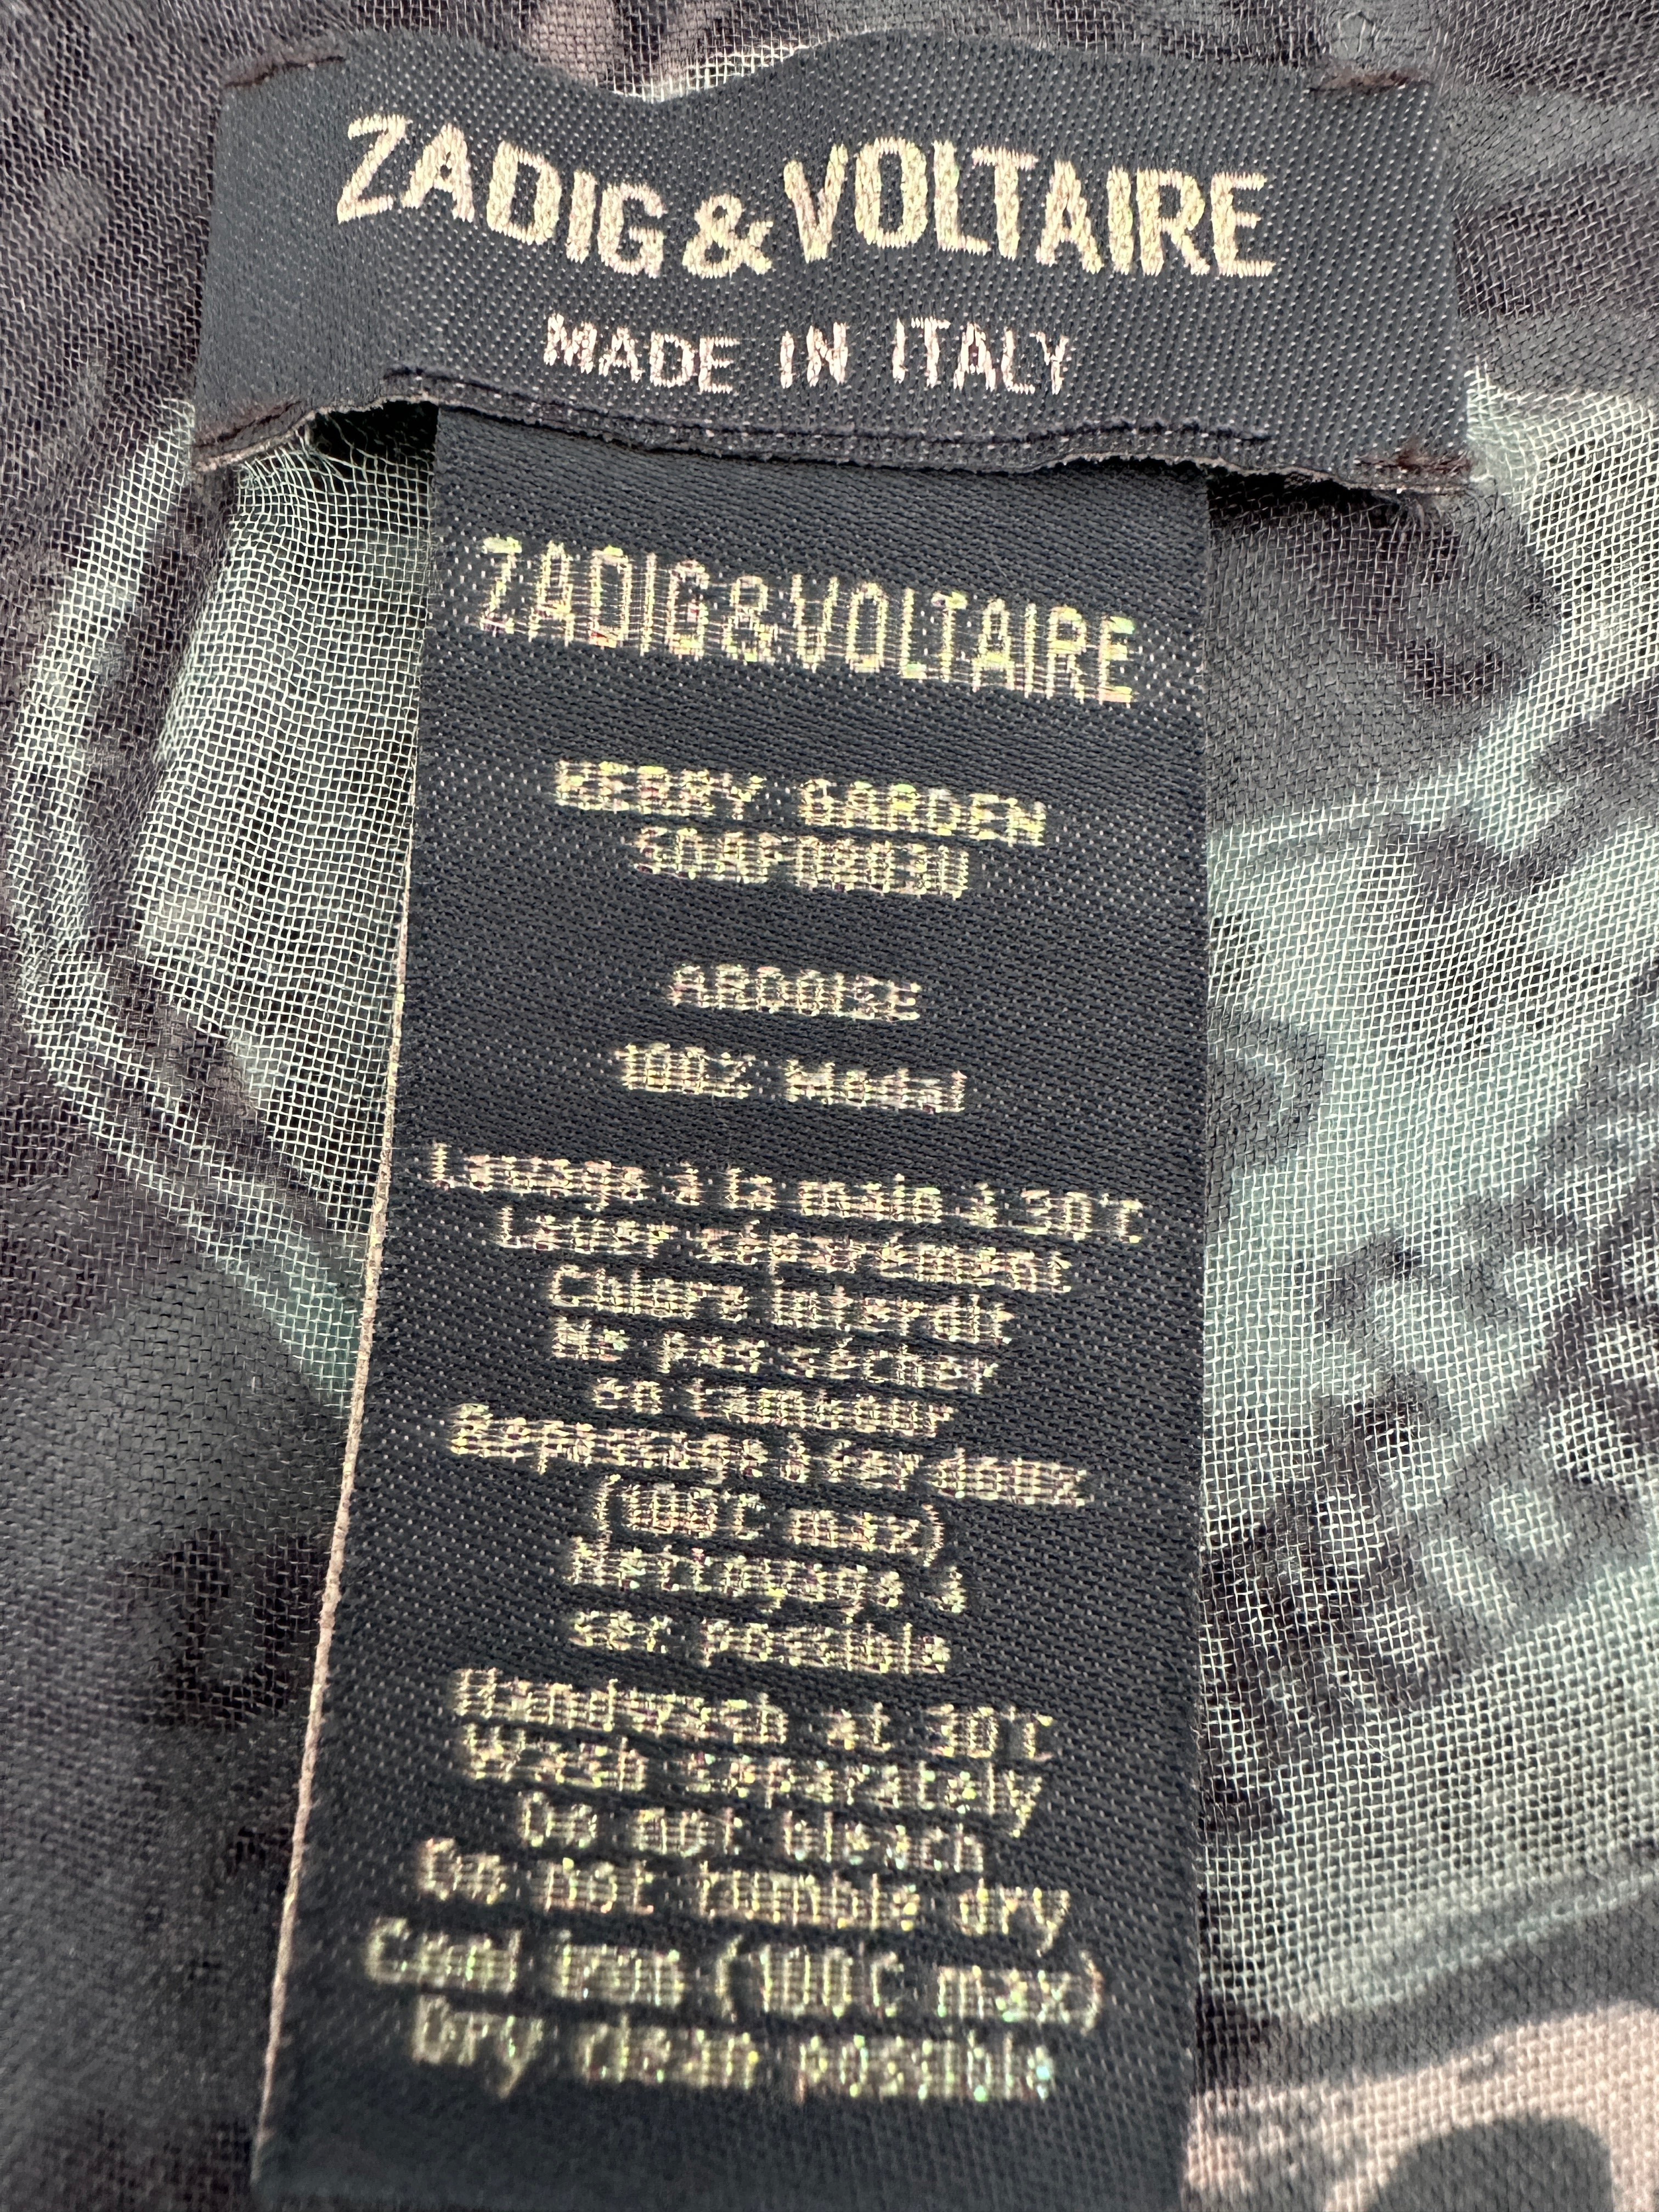 ZADIG & VOLTAIRE
MADE IN ITALY
ZADIG&VOLTAIRE
KERRY GARDEN
ARDOISE
100% Modal
Lavage à la main à 30°C
Laver séparément
Chlore interdit
Ne pas sécher
en tambour
Repassage à fer doux
(100°C max)
Nettoyage à
sec possible
Handwash at 30°C
Wash separately
Do not bleach
Do not tumble dry
Cool iron (100°C max)
Dry clean possible